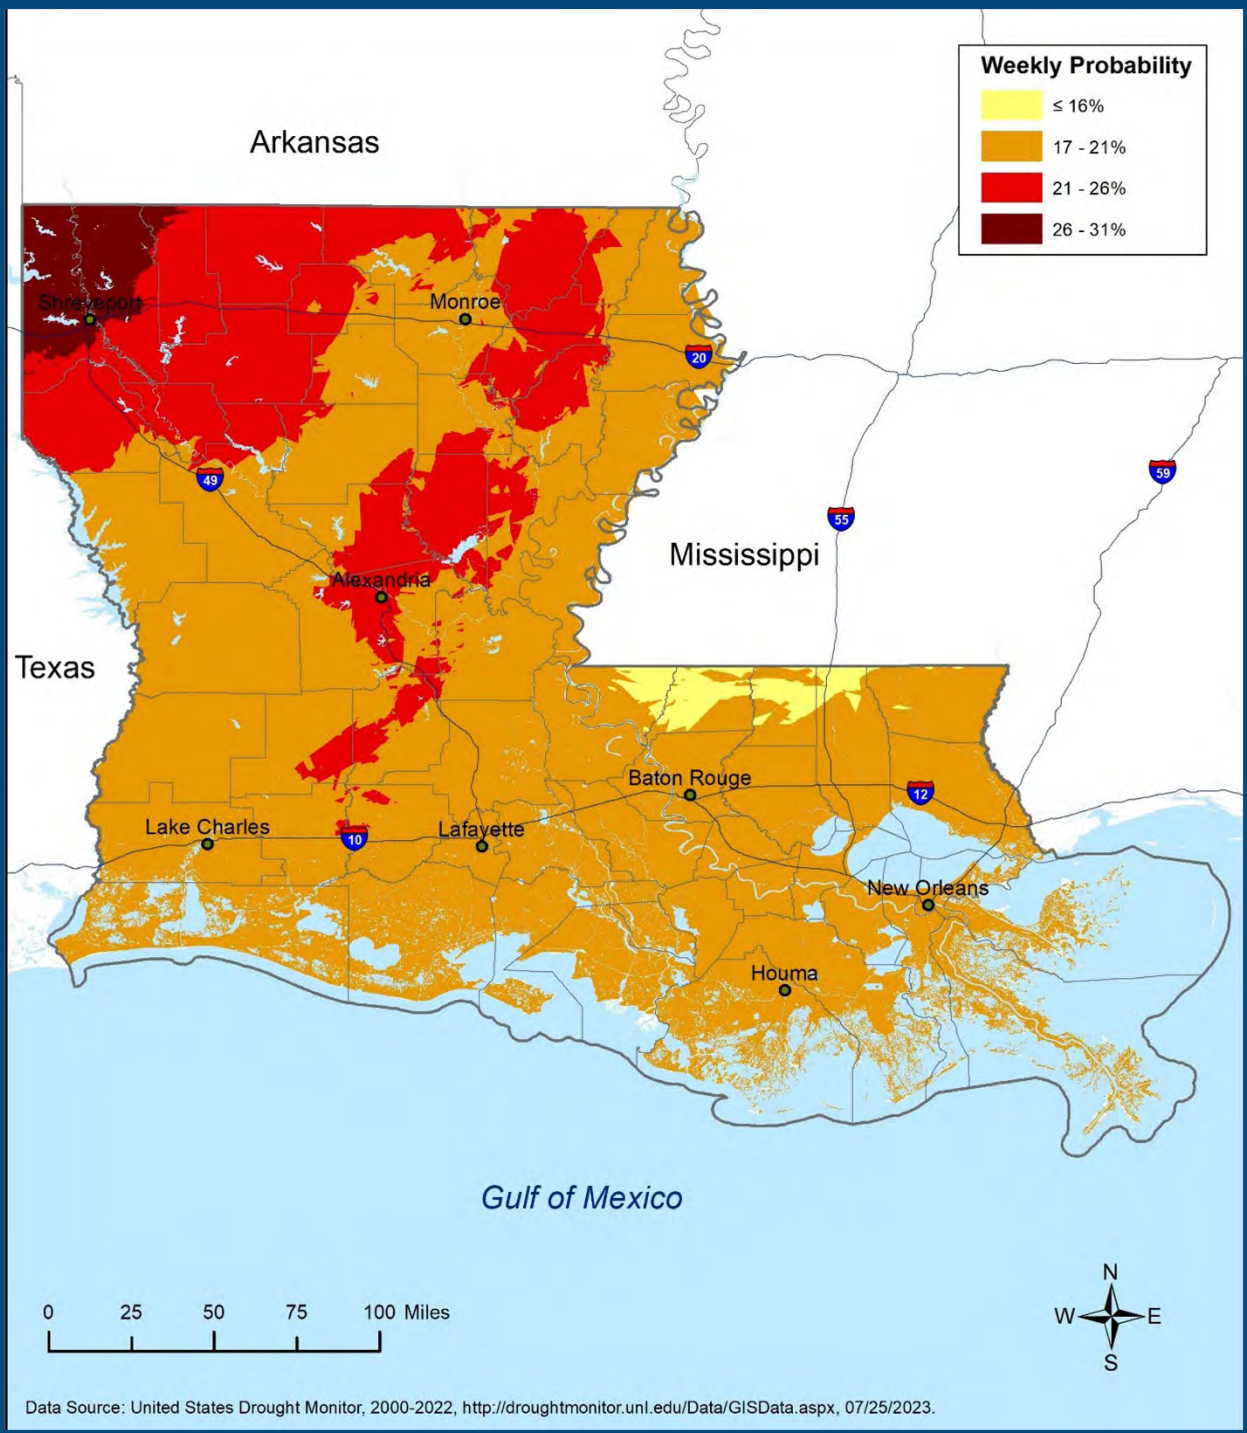 Weekly Probability
≤ 16%
17 - 21%
21 - 26%
26 - 31%
Arkansas
Shreveport
Monroe
20
49
59
55
Mississippi
Alexandria
Texas
Baton Rouge
12
Lake Charles
10
Lafayette
New Orleans
Houma
Gulf of Mexico
N
W E
S
0 25 50 75 100 Miles
Data Source: United States Drought Monitor, 2000-2022, http://droughtmonitor.unl.edu/Data/GISData.aspx, 07/25/2023.